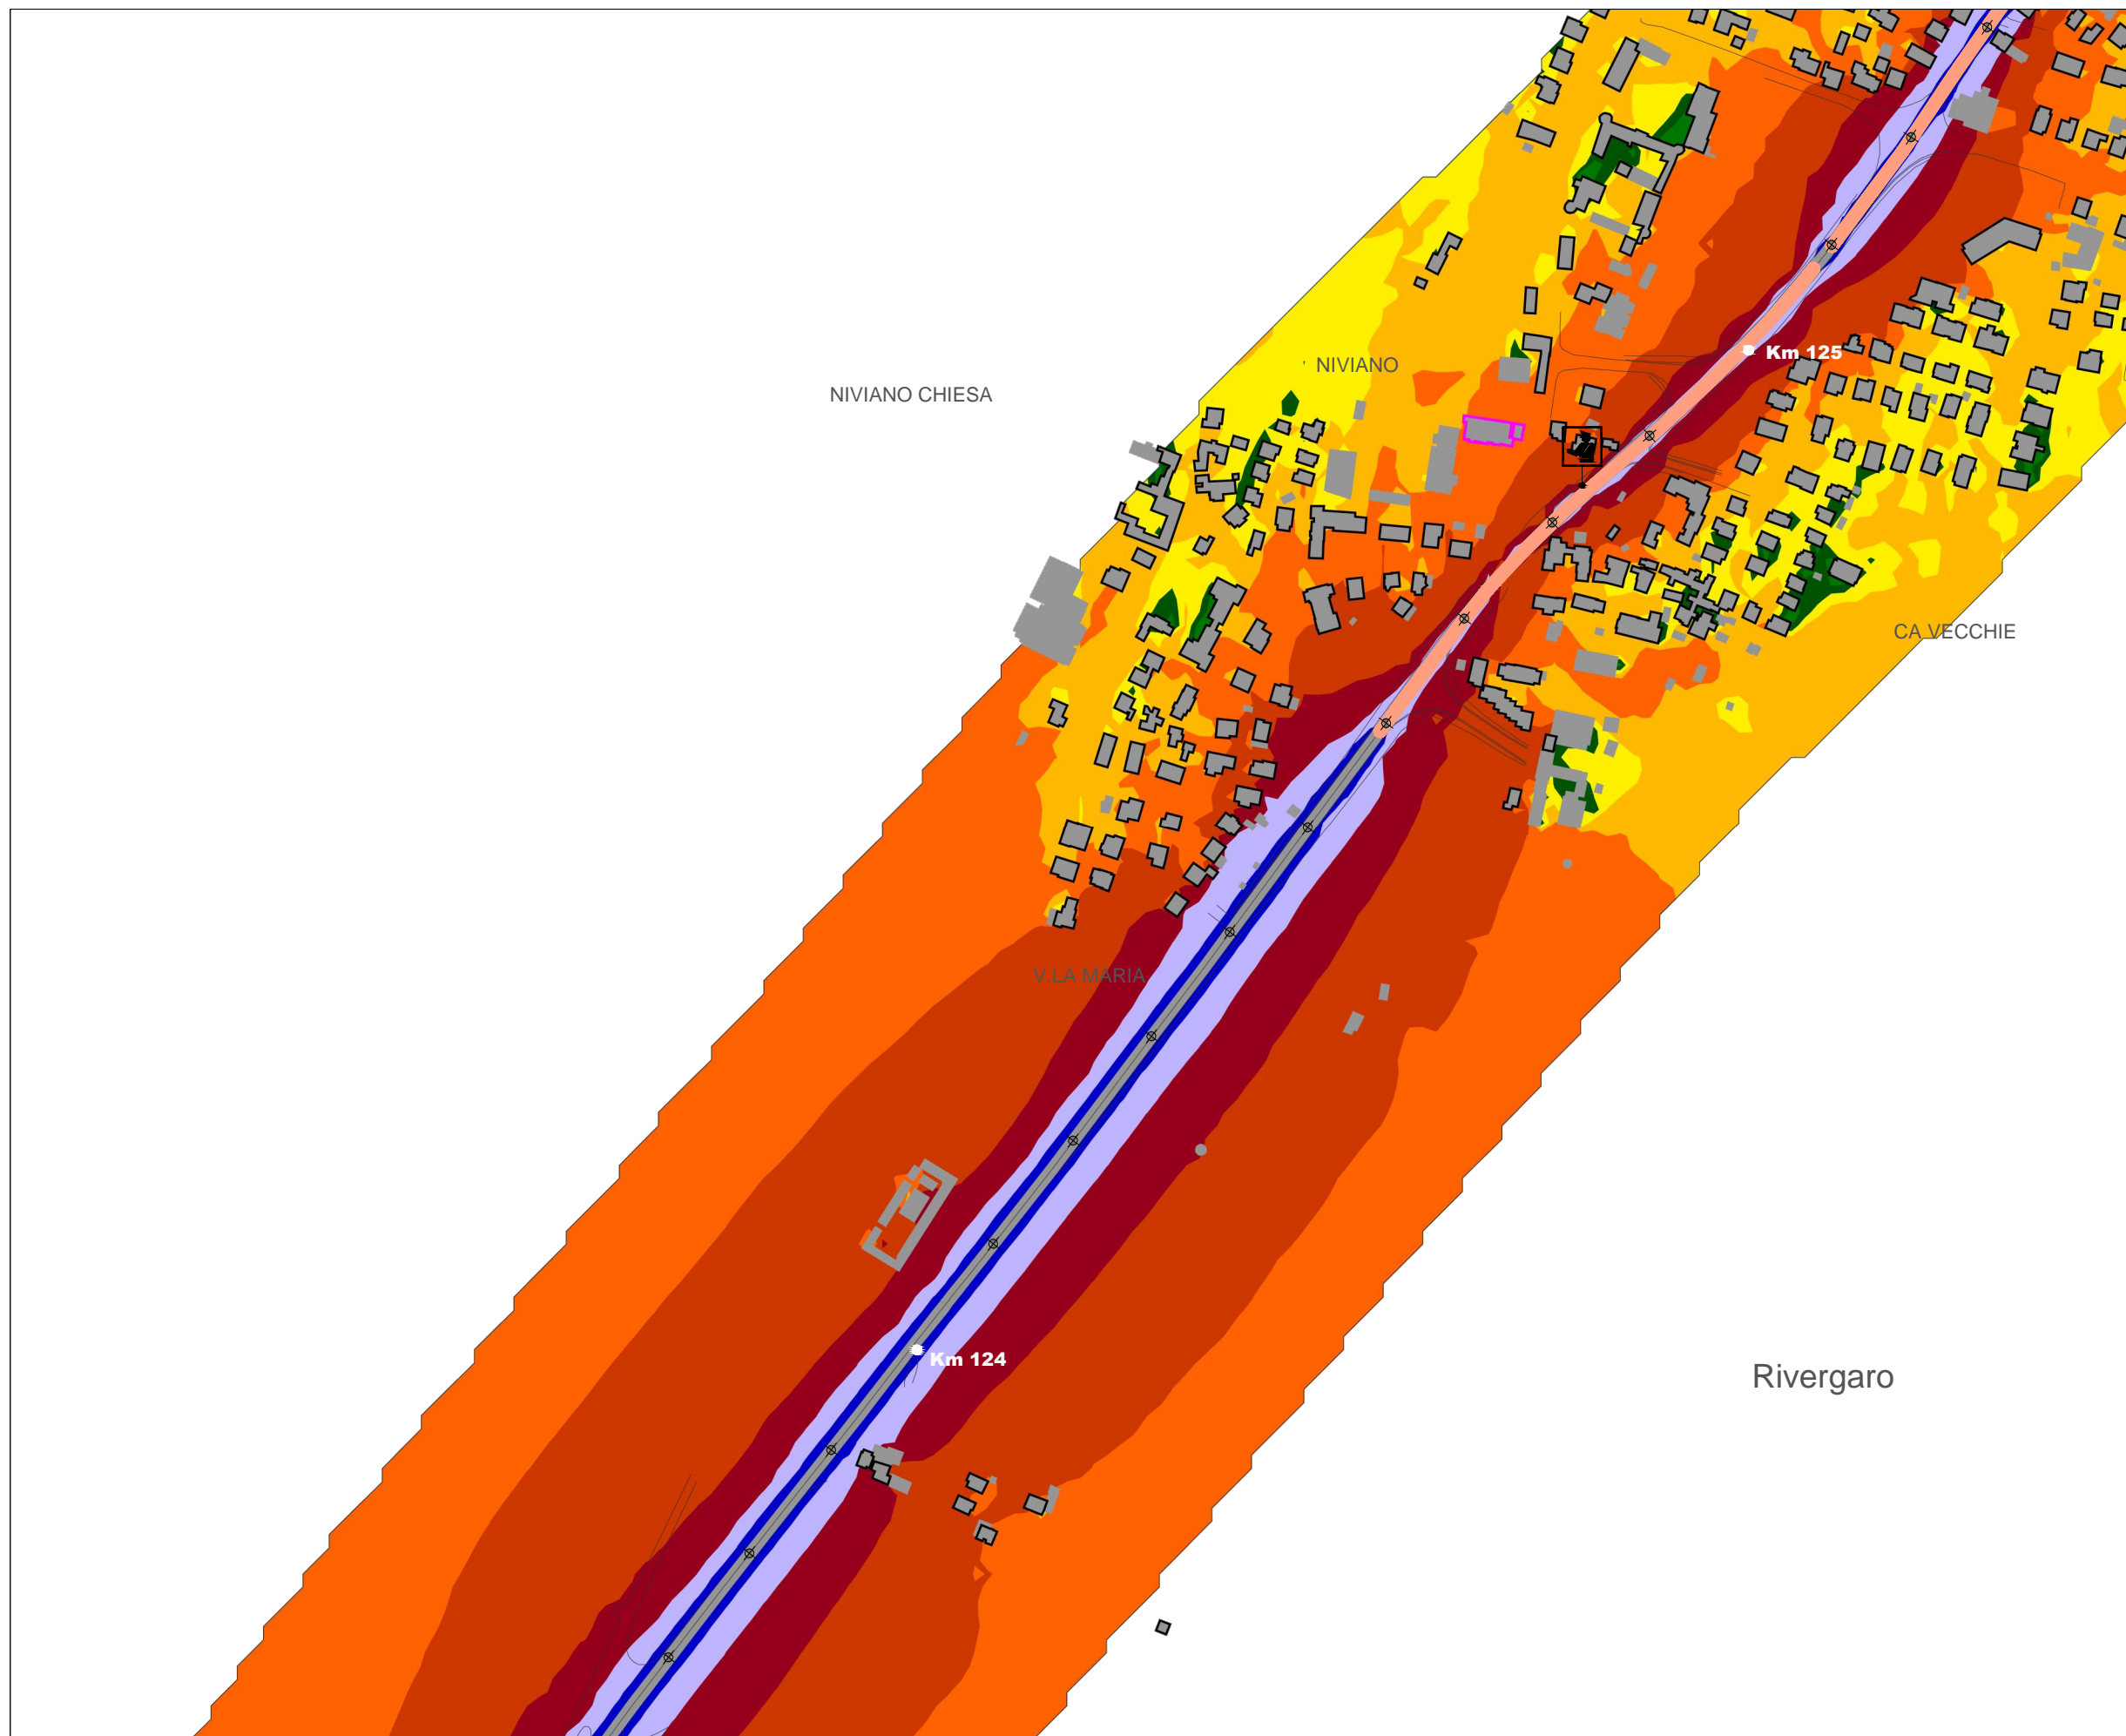 Km 125
NIVIANO
NIVIANO CHIESA
CA VECCHIE
V.LA MARIA
Km 124
Rivergaro